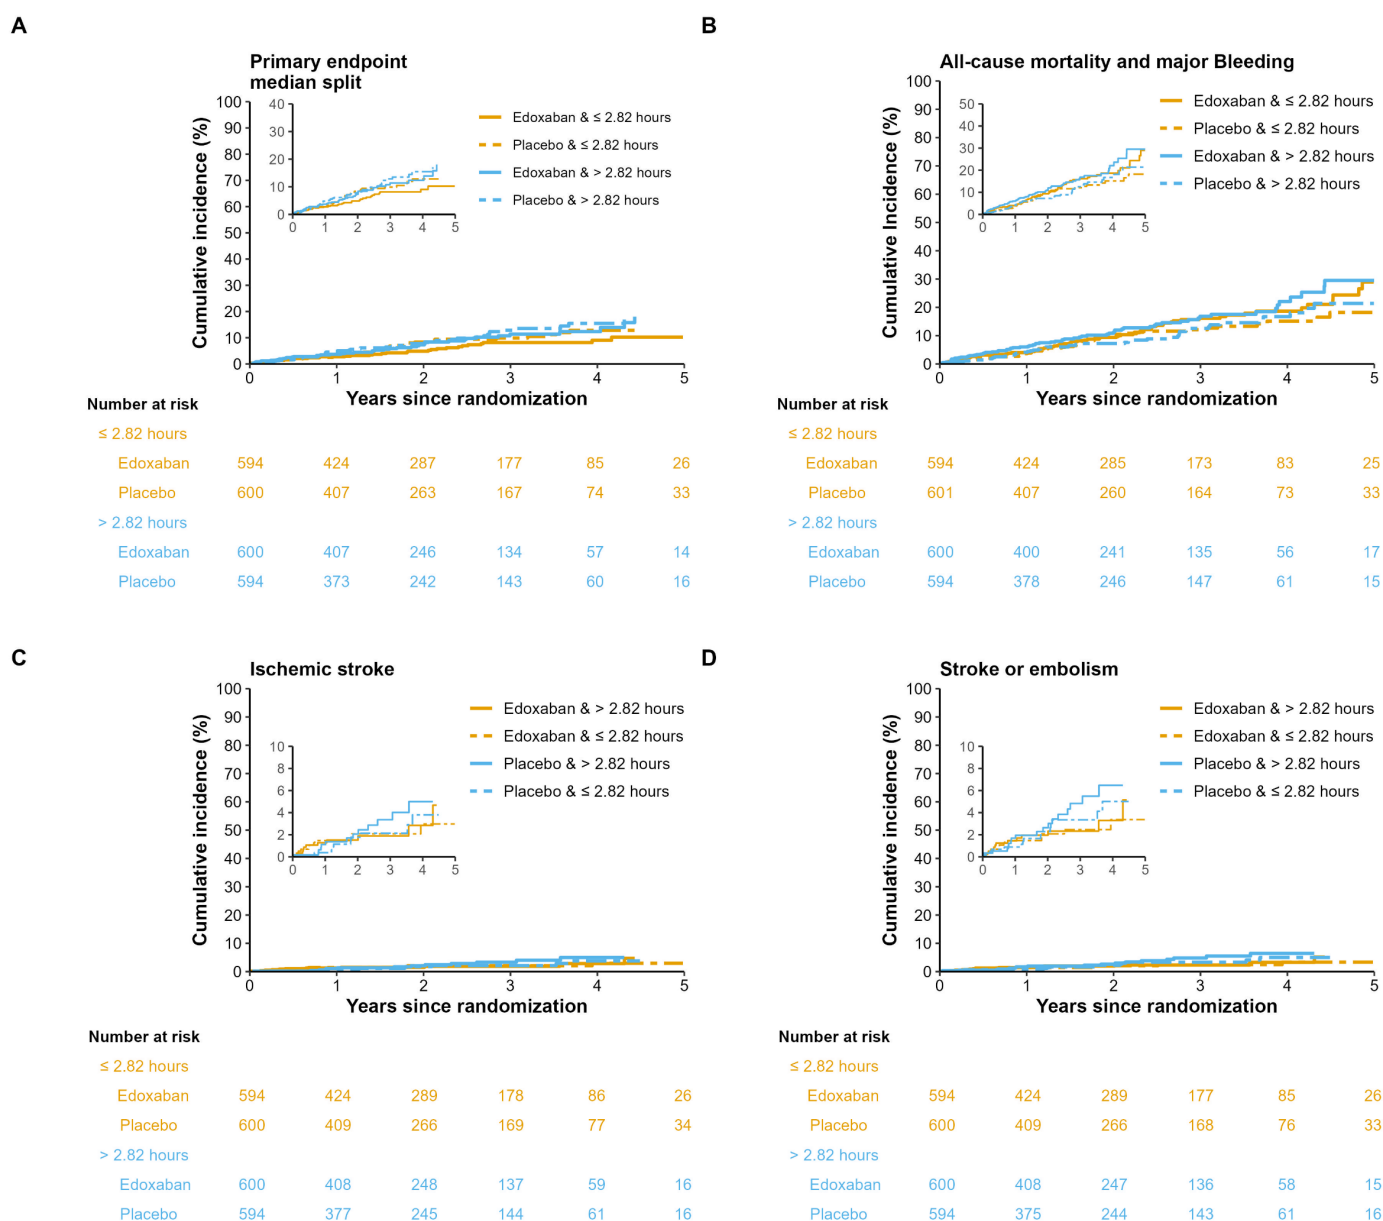 A
Primary endpoint
median split
Cumulative incidence (%)
100
90
80
70
60
50
40
30
20
10
0
0 1 2 3 4 5
Years since randomization
40
30
20
10
0
0 1 2 3 4 5
Edoxaban & ≤ 2.82 hours
Placebo & ≤ 2.82 hours
Edoxaban & > 2.82 hours
Placebo & > 2.82 hours
Number at risk
≤ 2.82 hours
Edoxaban 594 424 287 177 85 26
Placebo 600 407 263 167 74 33
> 2.82 hours
Edoxaban 600 407 246 134 57 14
Placebo 594 373 242 143 60 16
B
All-cause mortality and major Bleeding
Cumulative Incidence (%)
100
90
80
70
60
50
40
30
20
10
0
0 1 2 3 4 5
Years since randomization
50
40
30
20
10
0
0 1 2 3 4 5
Edoxaban & ≤ 2.82 hours
Placebo & ≤ 2.82 hours
Edoxaban & > 2.82 hours
Placebo & > 2.82 hours
Number at risk
≤ 2.82 hours
Edoxaban 594 424 285 173 83 25
Placebo 601 407 260 164 73 33
> 2.82 hours
Edoxaban 600 400 241 135 56 17
Placebo 594 378 246 147 61 15
C
Ischemic stroke
Cumulative incidence (%)
100
90
80
70
60
50
40
30
20
10
0
0 1 2 3 4 5
Years since randomization
10
8
6
4
2
0
0 1 2 3 4 5
Edoxaban & > 2.82 hours
Edoxaban & ≤ 2.82 hours
Placebo & > 2.82 hours
Placebo & ≤ 2.82 hours
Number at risk
≤ 2.82 hours
Edoxaban 594 424 289 178 86 26
Placebo 600 409 266 169 77 34
> 2.82 hours
Edoxaban 600 408 248 137 59 16
Placebo 594 377 245 144 61 16
D
Stroke or embolism
Cumulative incidence (%)
100
90
80
70
60
50
40
30
20
10
0
0 1 2 3 4 5
Years since randomization
10
8
6
4
2
0
0 1 2 3 4 5
Edoxaban & > 2.82 hours
Edoxaban & ≤ 2.82 hours
Placebo & > 2.82 hours
Placebo & ≤ 2.82 hours
Number at risk
≤ 2.82 hours
Edoxaban 594 424 289 177 85 26
Placebo 600 409 266 168 76 33
> 2.82 hours
Edoxaban 600 408 247 136 58 15
Placebo 594 375 244 143 61 16